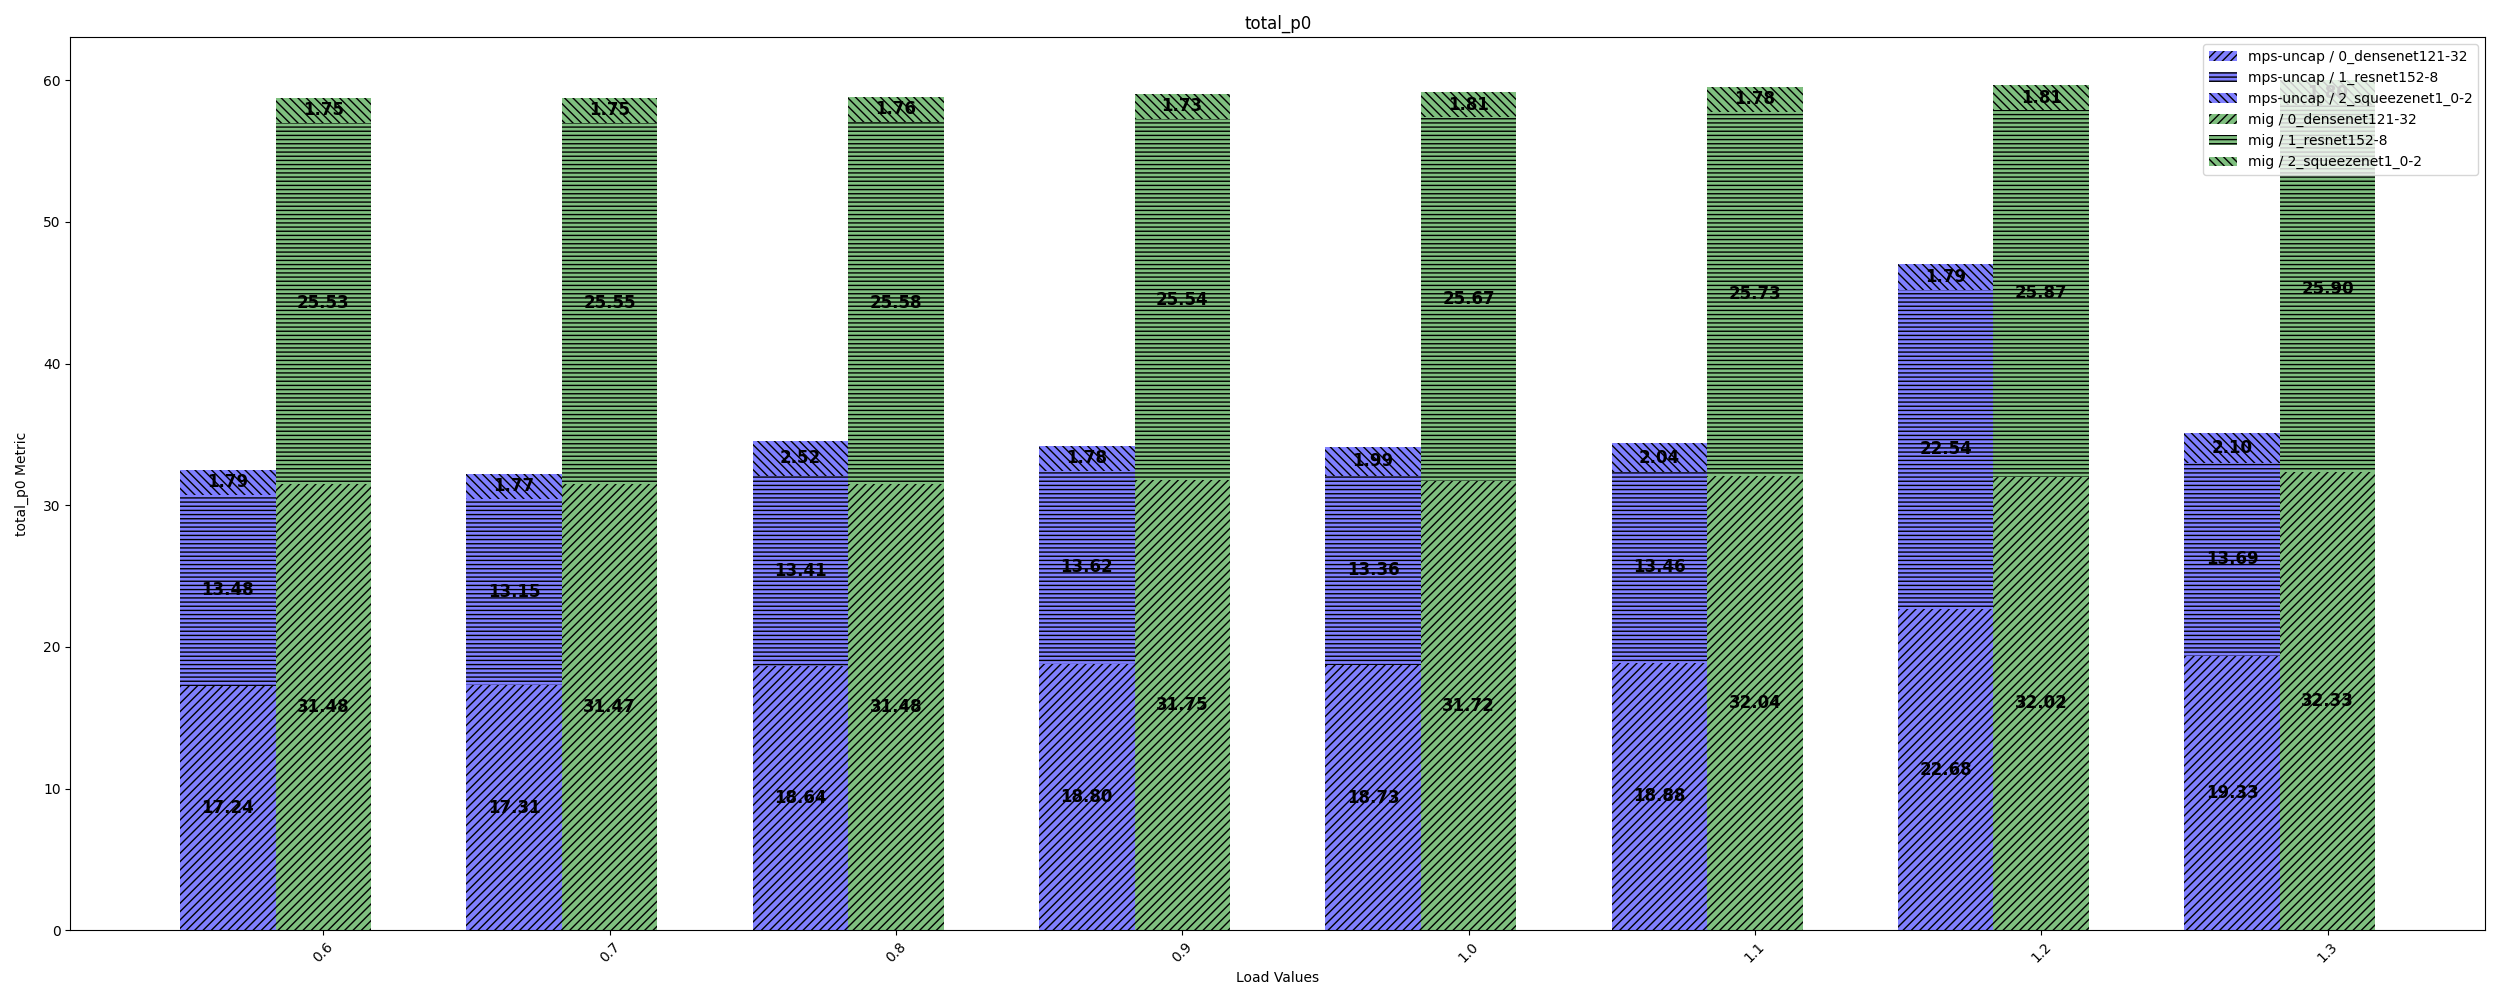 total_p0
mps-uncap / 0_densenet121-32
mps-uncap / 1_resnet152-8
mps-uncap / 2_squeezenet1_0-2
mig / 0_densenet121-32
mig / 1_resnet152-8
mig / 2_squeezenet1_0-2
60
50
40
30
20
10
0
total_p0 Metric
1.75 1.75 1.76 1.73 1.81 1.78 1.81
1.79
25.53 25.55 25.58 25.54 25.67 25.73 25.87 25.90
1.79 1.77 2.52 1.78 1.99 2.04 22.54 2.10
13.48 13.15 13.41 13.62 13.36 13.46 13.69
31.48 31.47 31.48 31.75 31.72 32.04 32.02 32.33
17.24 17.31 18.64 18.80 18.73 18.88 22.68 19.33
0.6 0.7 0.8 0.9 1.0 1.1 1.2 1.3
Load Values